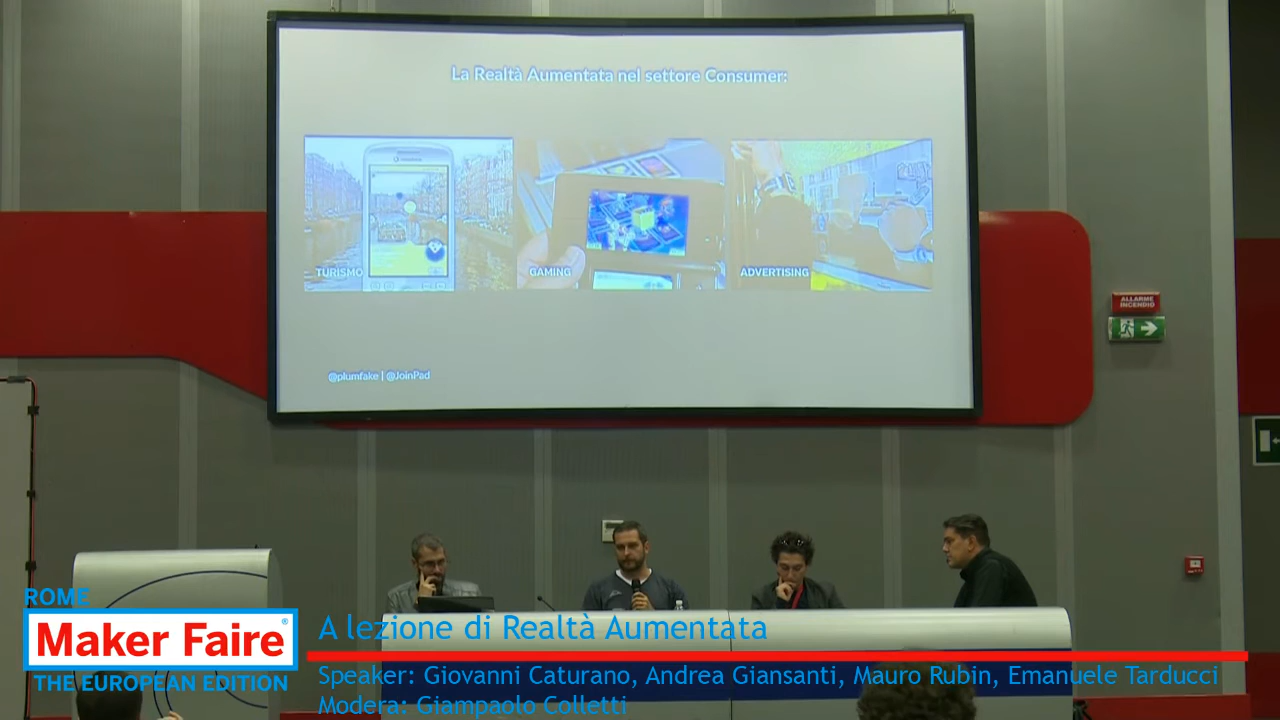 La Realtà Aumentata nel settore Consumer:
TURISMO
GAMING
ADVERTISING
@plumfake | @JoinPad
ALLARME
INCENDIO
ROME
Maker Faire®
THE EUROPEAN EDITION
A lezione di Realtà Aumentata
Speaker: Giovanni Caturano, Andrea Giansanti, Mauro Rubin, Emanuele Tarducci
Modera: Giampaolo Colletti